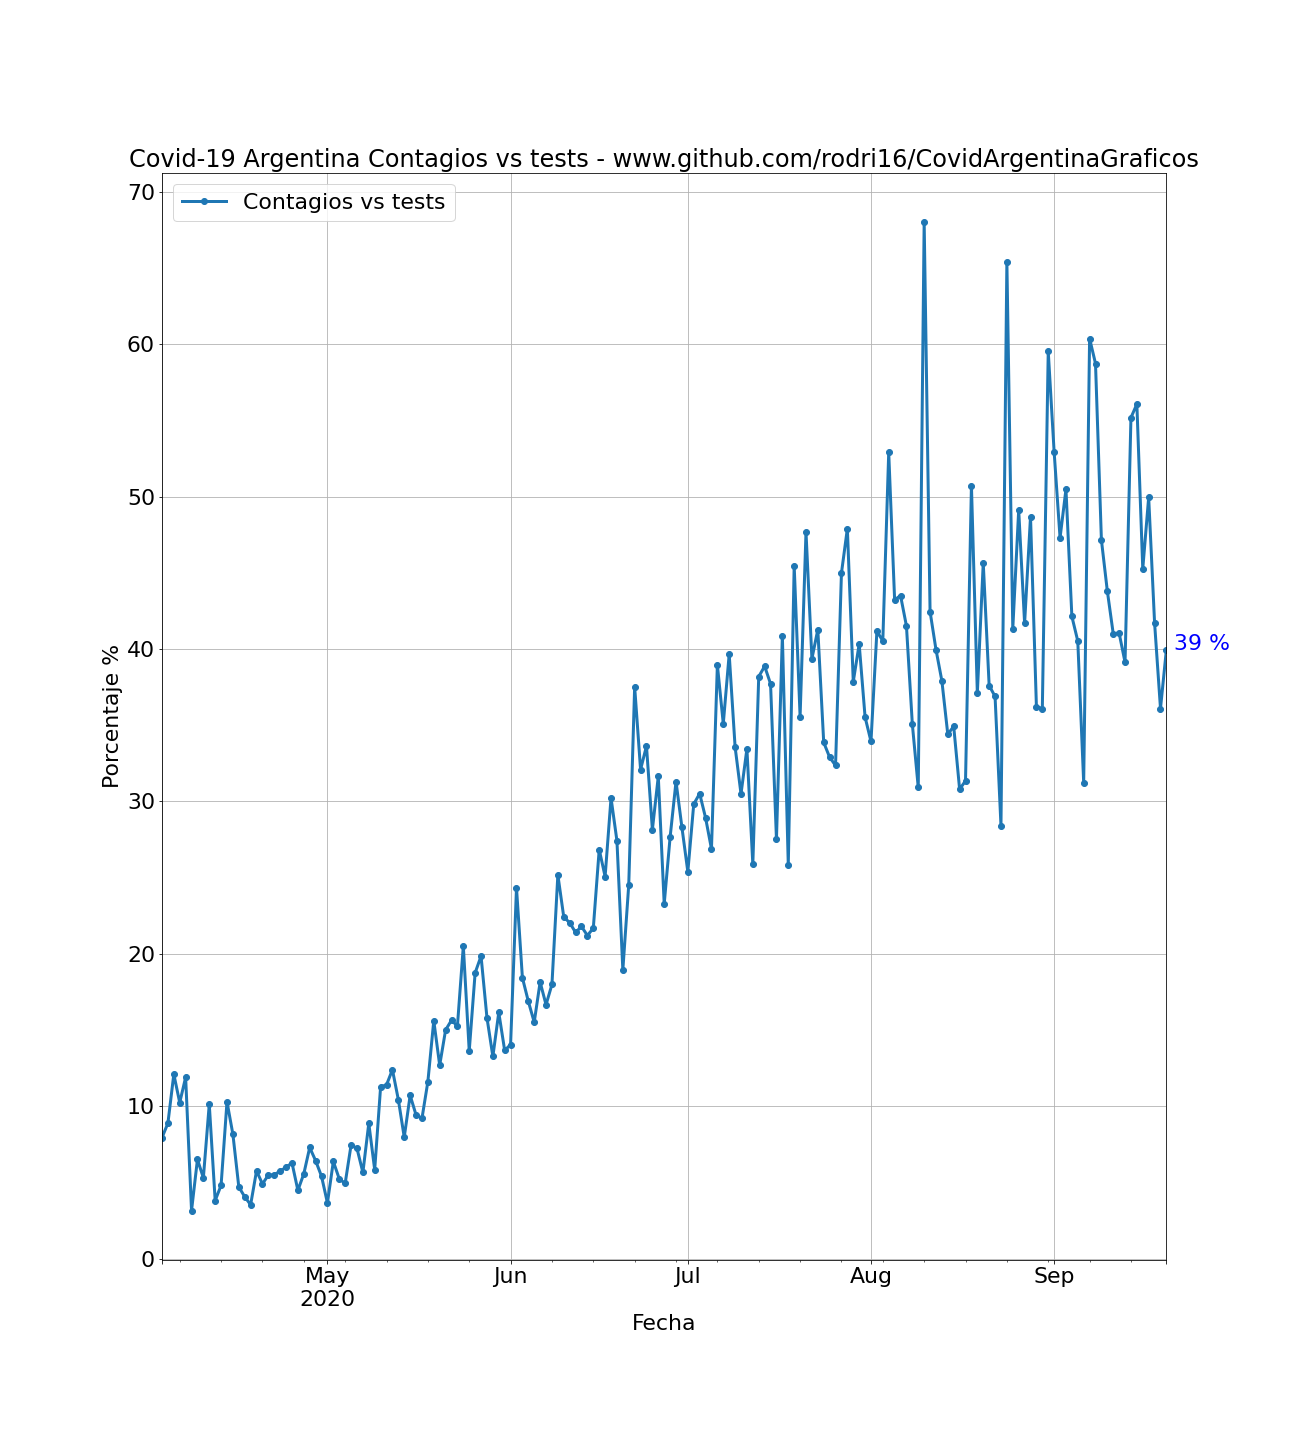 Covid-19 Argentina Contagios vs tests - www.github.com/rodri16/CovidArgentinaGraficos
Contagios vs tests
70
60
50
40
30
20
10
0
Porcentaje %
39 %
May
2020
Jun
Jul
Aug
Sep
Fecha